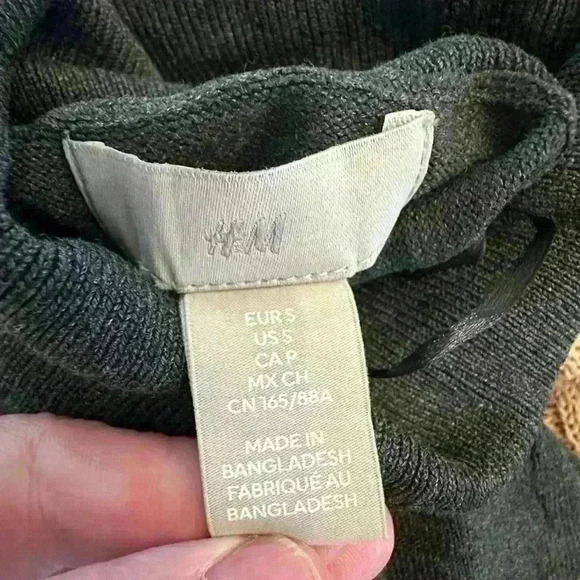 H&M
EUR S
US S
CA P
MX CH
CN 165/88A
MADE IN
BANGLADESH
FABRIQUÉ AU
BANGLADESH